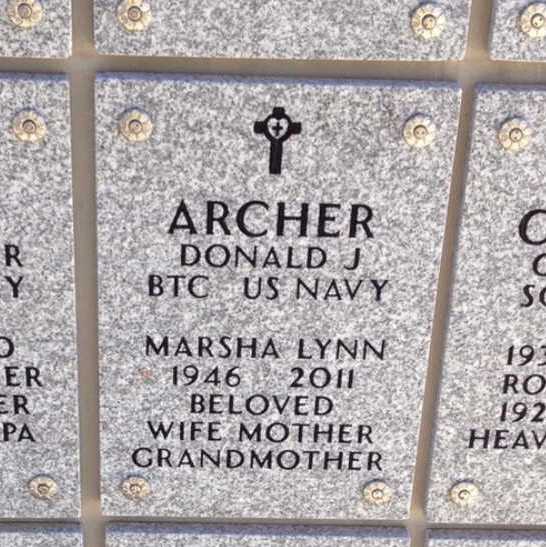 ARCHER
DONALD J
BTC US NAVY
MARSHA LYNN
1946 2011
BELOVED
WIFE MOTHER
GRANDMOTHER